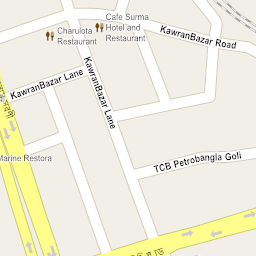 Charulota
Restaurant
Cafe Surma
Hotel and
Restaurant
KawranBazar Road
KawranBazar Lane
KawranBazar Lane
TCB Petrobangla Goli
Marine Restora